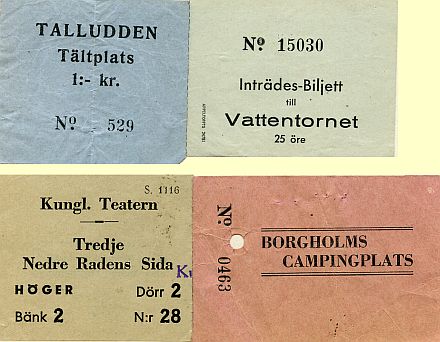 TALLUDDEN
Tältplats
1:- kr.
Nº 529
Nº 15030
Inträdes-Biljett
till
Vattentornet
25 öre
S. 1116
Kungl. Teatern
Tredje
Nedre Radens Sida
HÖGER Dörr 2
Bänk 2 N:r 28
Nº 0463
BORGHOLMS
CAMPINGPLATS